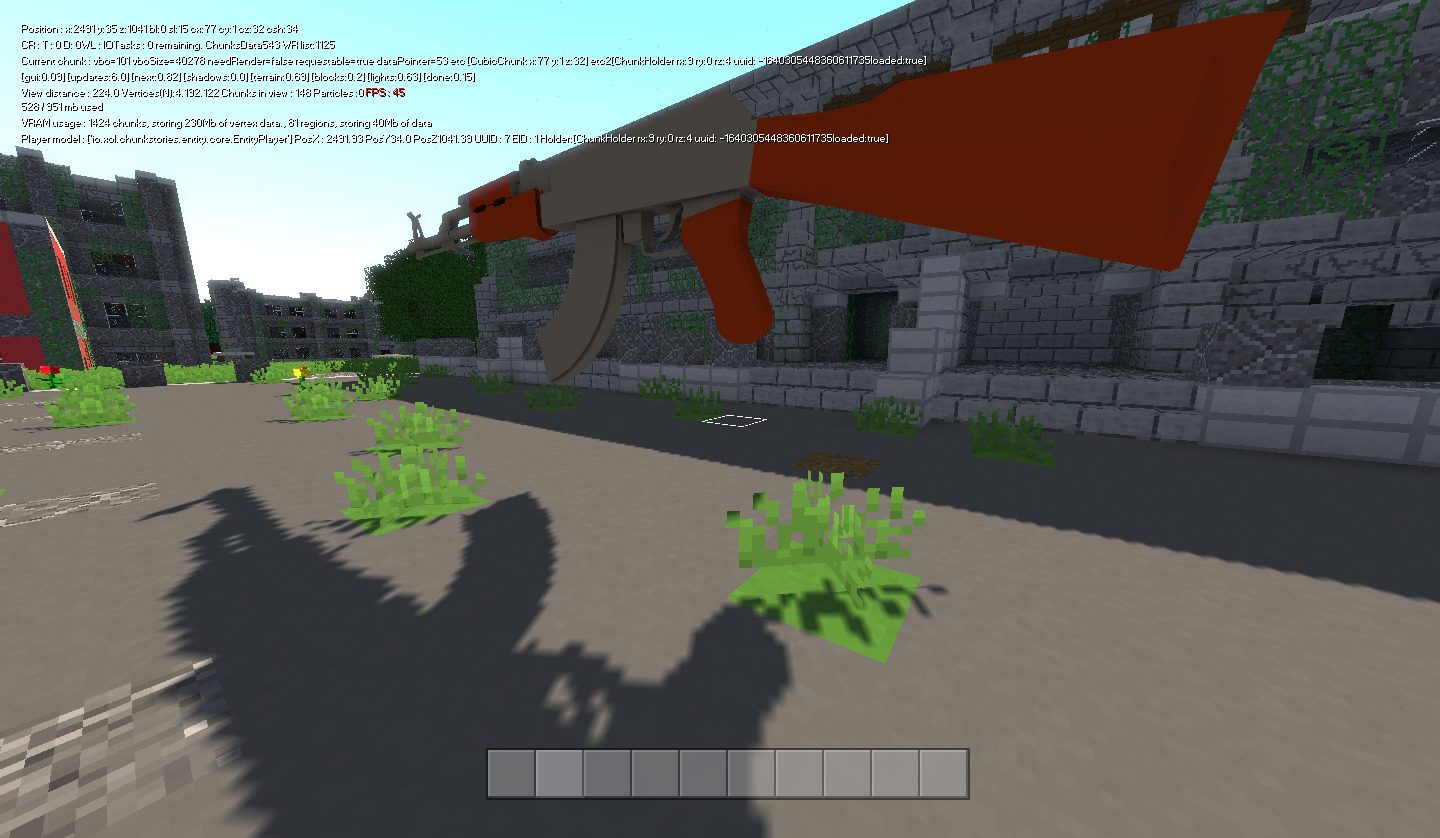 Position : x:2491 y:35 z:1041 bl:0 sl:15 cx:77 cy:1 cz:32 csh:34
CR : T : 0 D: 0WL : IOTasks : 0 remaining. ChunksData543 WR list:1125
Current chunk : vbo=101 vboSize=40278 needRender=false requestable=true dataPointer=53 etc [CubicChunk x:77 y:1 z:32] etc2[ChunkHolder rx:9 ry:0 rz:4 uuid: -1640305448360611735loaded:true]
[gui:0.09] [updates:6.0] [next:0.82] [shadows:0.0] [terrain:0.69] [blocks:0.2] [lights:0.63] [done:0.15]
View distance : 224.0 Vertices(N):4,192,122 Chunks in view : 146 Particles :0 FPS : 45
528 / 951 mb used
VRAM usage : 1424 chunks, storing 230Mb of vertex data., 81 regions, storing 40Mb of data
Player model : ['io.xol.chunkstories.entity.core.EntityPlayer'] PosX : 2491.93 PosY34.0 PosZ1041.39 UUID : 7 EID : 1 Holder:[ChunkHolder rx:9 ry:0 rz:4 uuid: -1640305448360611735loaded:true]